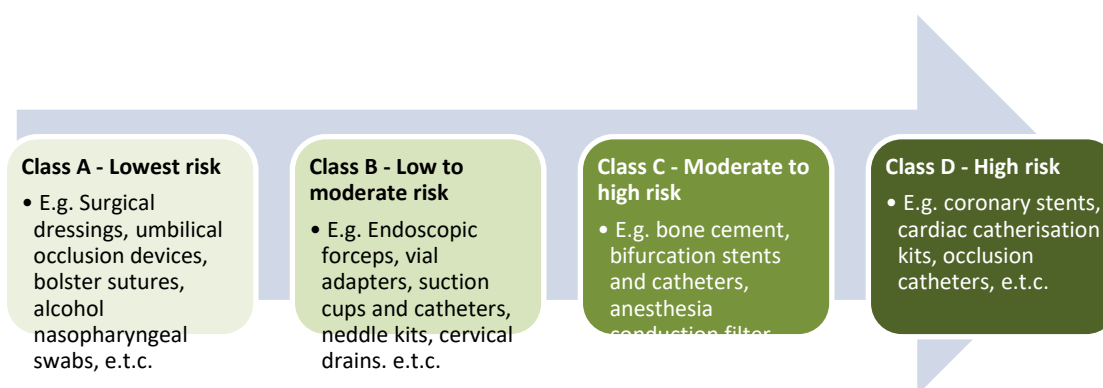 Class A - Lowest risk
• E.g. Surgical
dressings, umbilical
occlusion devices,
bolster sutures,
alcohol
nasopharyngeal
swabs, e.t.c.
Class B - Low to
moderate risk
• E.g. Endoscopic
forceps, vial
adapters, suction
cups and catheters,
neddle kits, cervical
drains. e.t.c.
Class C - Moderate to
high risk
• E.g. bone cement,
bifurcation stents
and catheters,
anesthesia
conduction filter
Class D - High risk
• E.g. coronary stents,
cardiac catherisation
kits, occlusion
catheters, e.t.c.